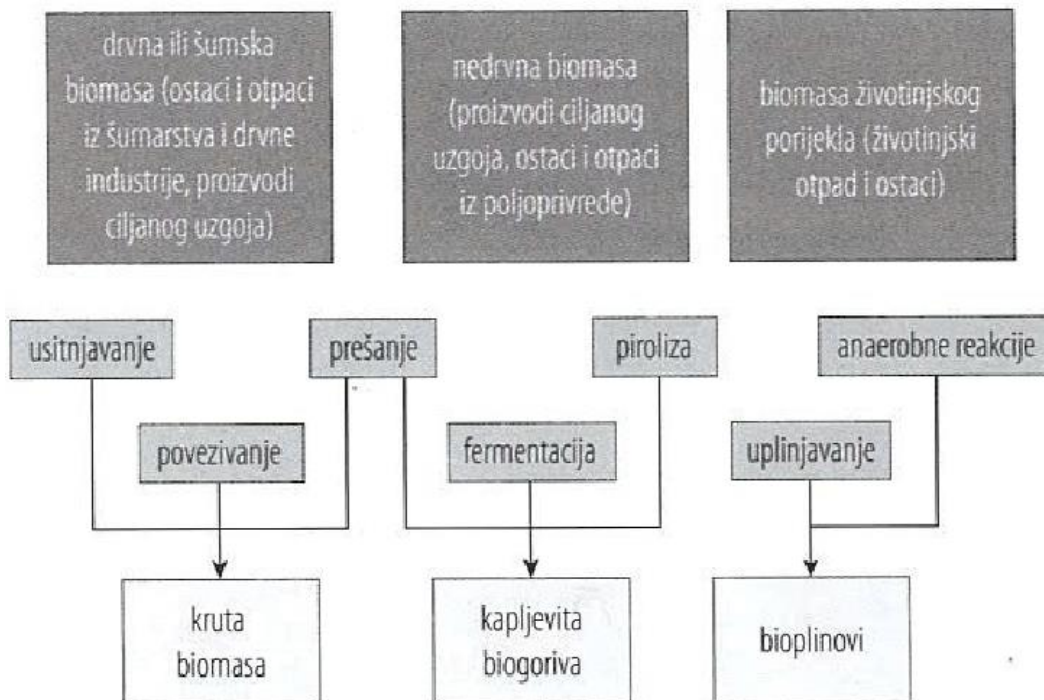 drvna ili šumska
biomasa (ostaci i otpaci
iz šumarstva i drvne
industrije, proizvodi
ciljanog uzgoja)
nedrvna biomasa
(proizvodi ciljanog
uzgoja, ostaci i otpaci
iz poljoprivrede)
biomasa životinjskog
porijekla (životinjski
otpad i ostaci)
usitnjavanje
prešanje
piroliza
anaerobne reakcije
povezivanje
fermentacija
uplinjavanje
kruta
biomasa
kapljevita
biogoriva
bioplinovi